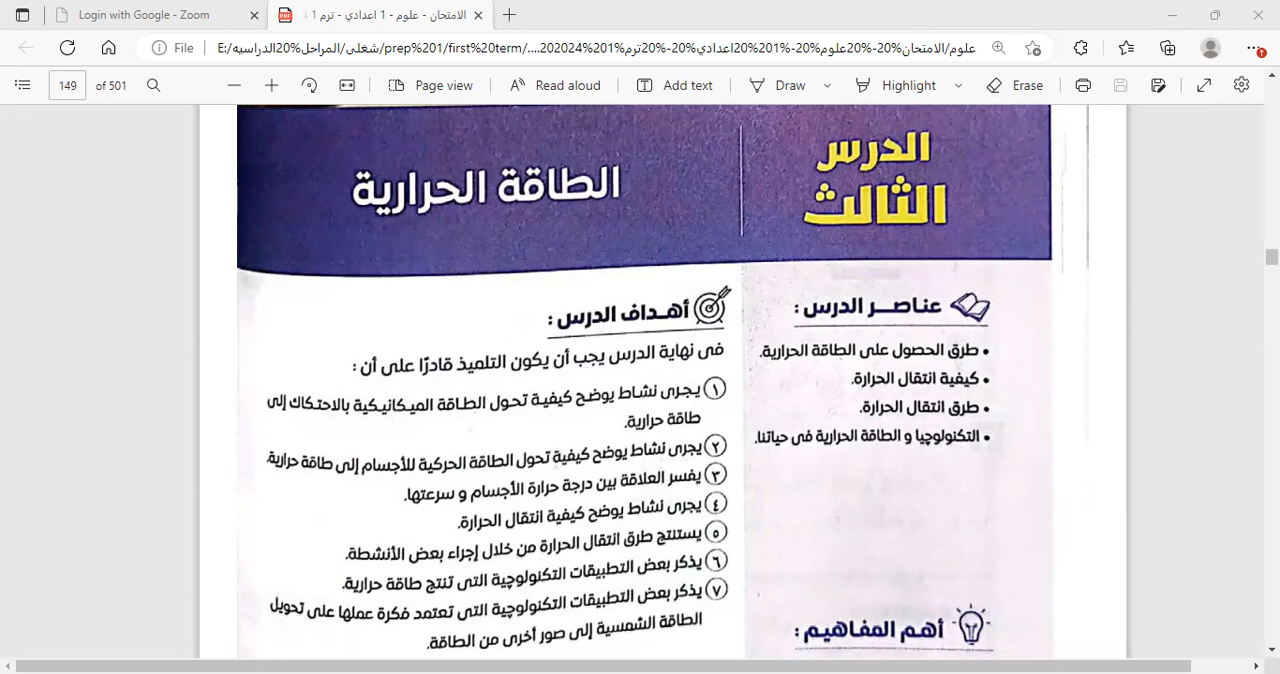 Login with Google - Zoom
الامتحان - علوم - 1 اعدادي - ترم 1
File
E:/علوم/الامتحان%20-%20علوم%20-%201%20اعدادي%20-%20ترم%201%202024.../prep%201/first%20term/شغلى/المراحل%20الدراسيه
149
of 501
Page view
Read aloud
Add text
Draw
Highlight
Erase
الدرس
الثالث
الطاقة الحرارية
عناصر الدرس :
• طرق الحصول على الطاقة الحرارية.
• كيفية انتقال الحرارة.
• طرق انتقال الحرارة.
• التكنولوچيا و الطاقة الحرارية فى حياتنا.
أهم المفاهيم :
أهداف الدرس :
فى نهاية الدرس يجب أن يكون التلميذ قادرًا على أن :
١ يجرى نشاط يوضح كيفية تحول الطاقة الميكانيكية بالاحتكاك إلى
طاقة حرارية.
٢ يجرى نشاط يوضح كيفية تحول الطاقة الحركية للأجسام إلى طاقة حرارية.
٣ يفسر العلاقة بين درجة حرارة الأجسام و سرعتها.
٤ يجرى نشاط يوضح كيفية انتقال الحرارة.
٥ يستنتج طرق انتقال الحرارة من خلال إجراء بعض الأنشطة.
٦ يذكر بعض التطبيقات التكنولوچية التى تنتج طاقة حرارية.
٧ يذكر بعض التطبيقات التكنولوچية التى تعتمد فكرة عملها على تحويل
الطاقة الشمسية إلى صور أخرى من الطاقة.